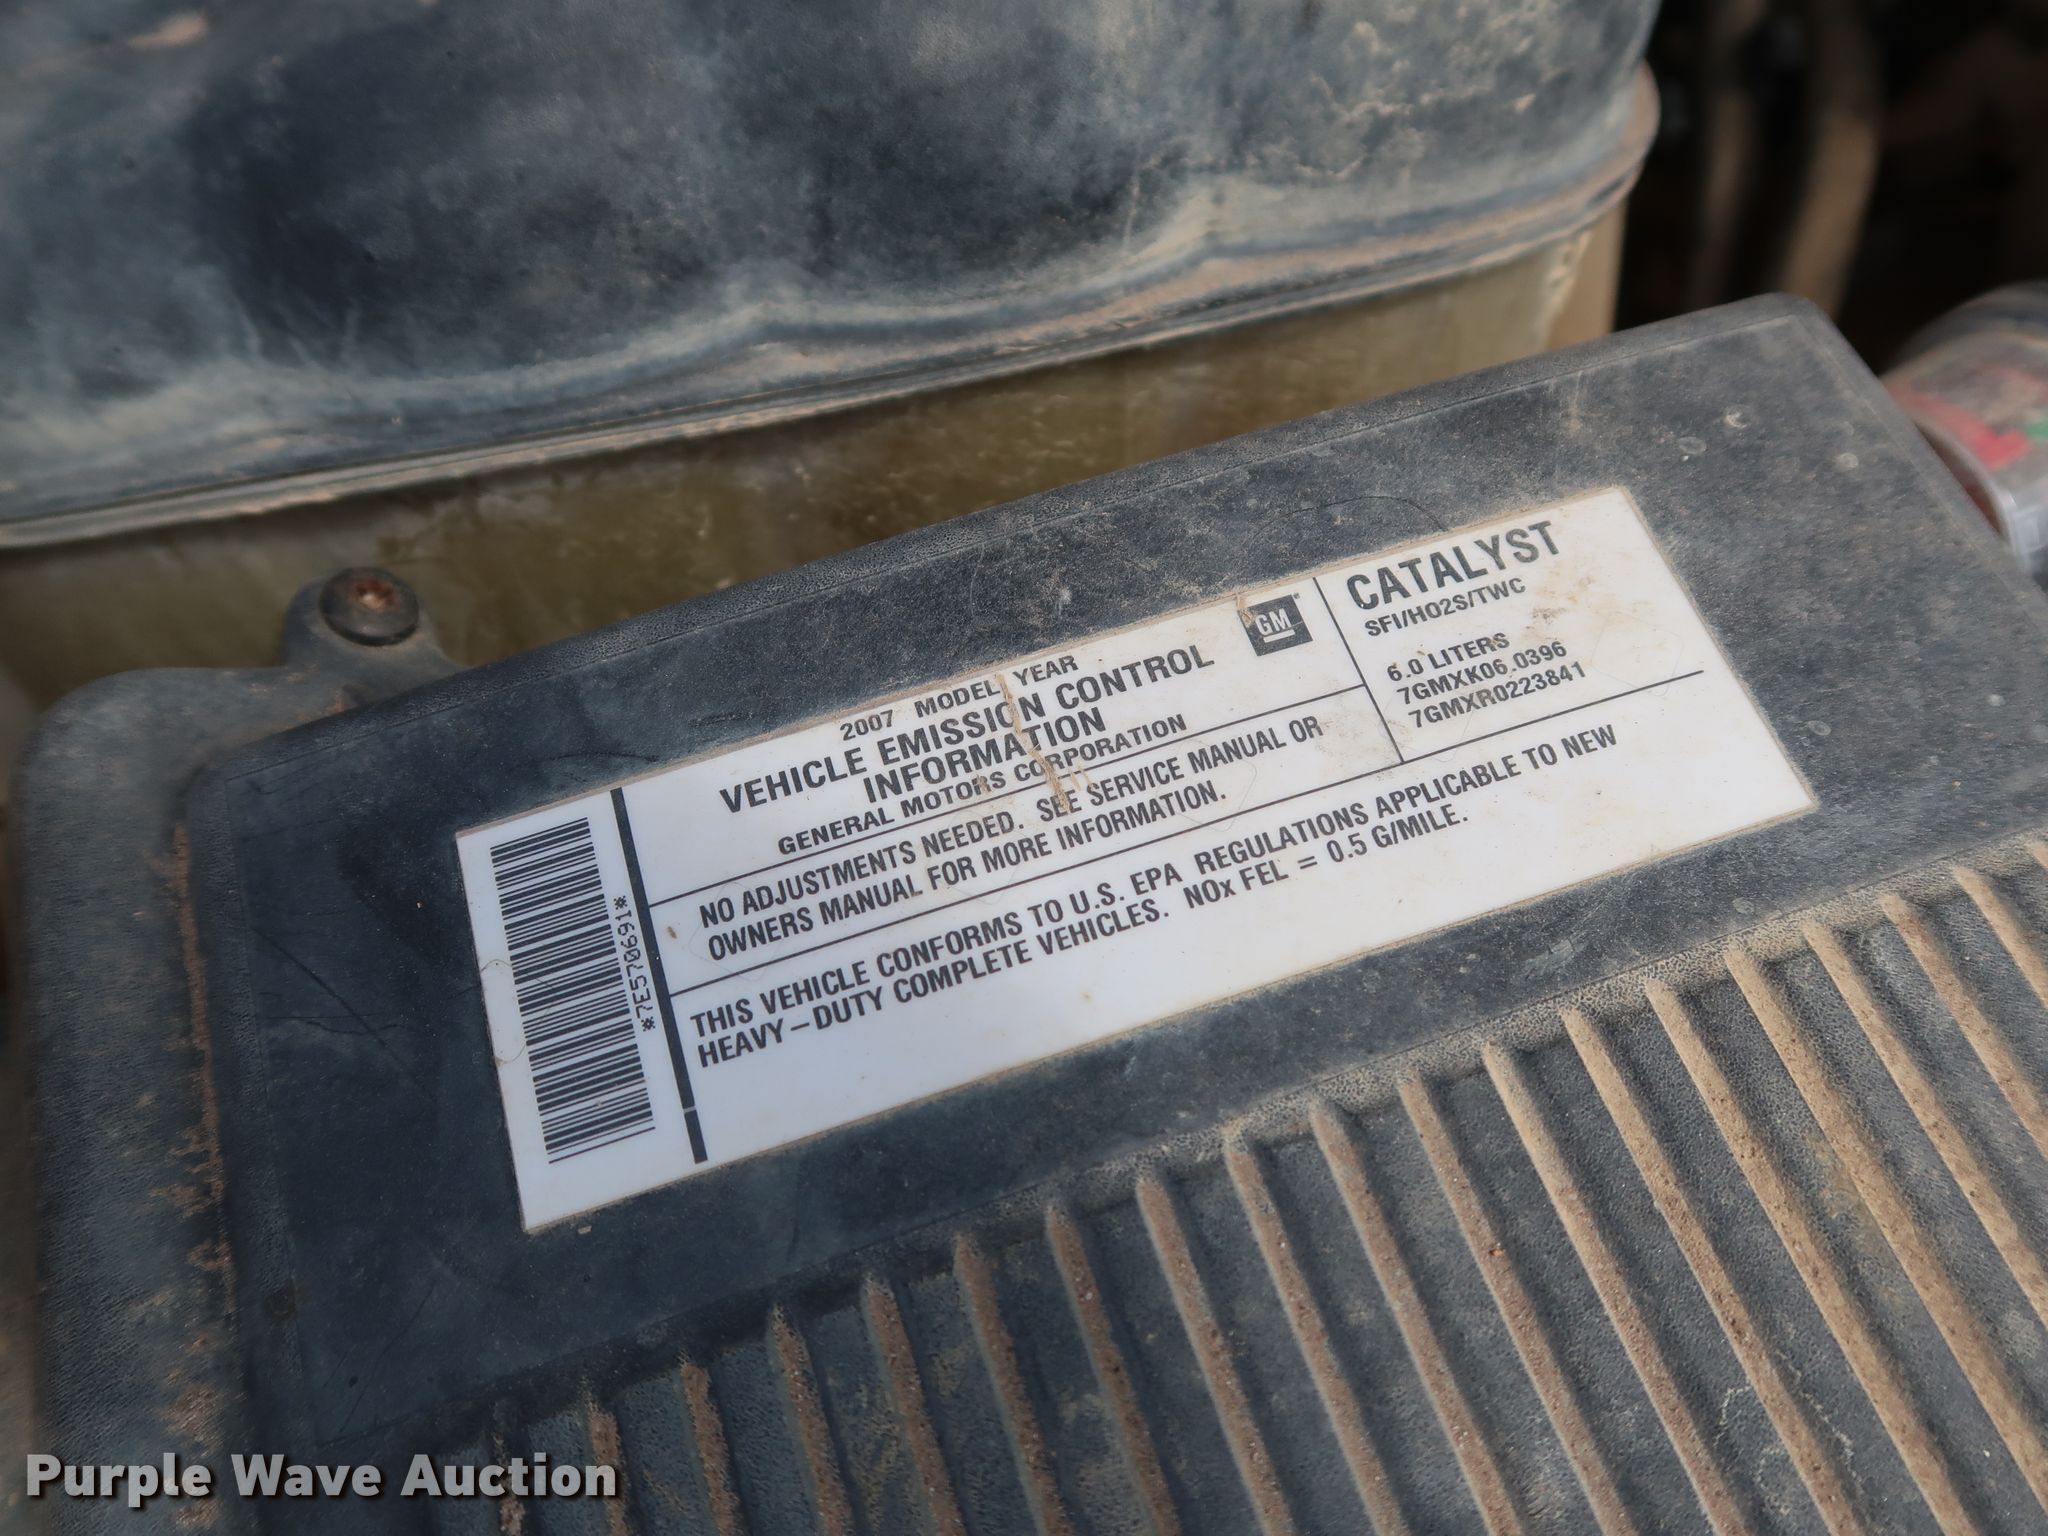 2007 MODEL YEAR
VEHICLE EMISSION CONTROL
INFORMATION
GENERAL MOTORS CORPORATION
GM
CATALYST
SFI/HO2S/TWC
6.0 LITERS
7GMXK06.0396
7GMXR0223841
NO ADJUSTMENTS NEEDED. SEE SERVICE MANUAL OR
OWNERS MANUAL FOR MORE INFORMATION.
THIS VEHICLE CONFORMS TO U.S. EPA REGULATIONS APPLICABLE TO NEW
HEAVY-DUTY COMPLETE VEHICLES. NOx FEL = 0.5 G/MILE.
*7E570691*
Purple Wave Auction